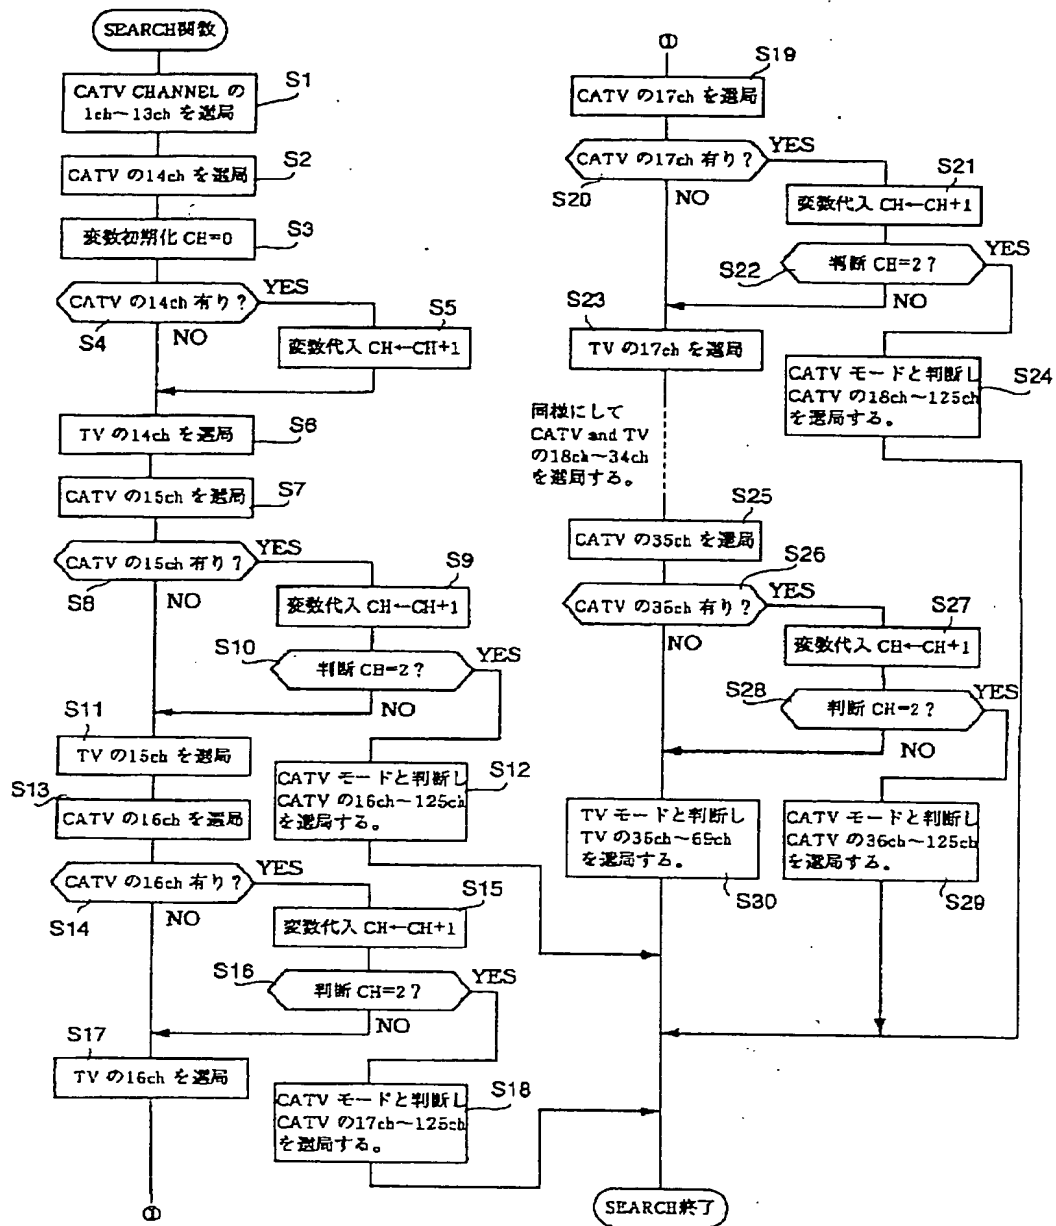 SEARCH関数
CATV CHANNEL の
1ch～13ch を選局
S1
CATV の14ch を選局
S2
変数初期化 CH=0
S3
CATV の14ch 有り?
YES
S4
NO
変数代入 CH←CH+1
S5
TV の14ch を選局
S6
CATV の15ch を選局
S7
CATV の15ch 有り?
YES
S8
NO
変数代入 CH←CH+1
S9
S10
判断 CH=2?
YES
NO
S11
TV の15ch を選局
S12
CATV モードと判断し
CATV の16ch～125ch
を選局する。
S13
CATV の16ch を選局
CATV の16ch 有り?
YES
S14
NO
S15
変数代入 CH←CH+1
S16
判断 CH=2?
YES
NO
S17
TV の16ch を選局
S18
CATV モードと判断し
CATV の17ch～125ch
を選局する。
①
①
S19
CATV の17ch を選局
CATV の17ch 有り?
YES
S20
NO
S21
変数代入 CH←CH+1
S22
判断 CH=2?
YES
NO
S23
TV の17ch を選局
S24
CATV モードと判断し
CATV の18ch～125ch
を選局する。
同様にして
CATV and TV
の18ch～34ch
を選局する。
S25
CATV の35ch を選局
S26
CATV の35ch 有り?
YES
NO
S27
変数代入 CH←CH+1
S28
判断 CH=2?
YES
NO
TV モードと判断し
TV の35ch～69ch
を選局する。
S30
CATV モードと判断し
CATV の36ch～125ch
を選局する。
S29
SEARCH終了